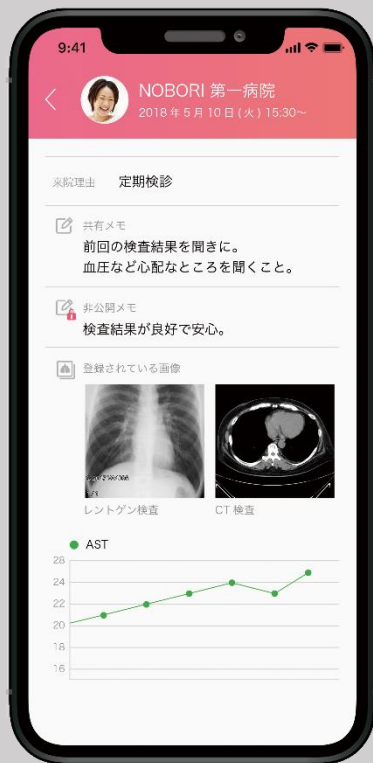 9:41
NOBORI 第一病院
2018年5月10日(火) 15:30〜
来院理由 定期検診
共有メモ
前回の検査結果を聞きに。
血圧など心配なところを聞くこと。
非公開メモ
検査結果が良好で安心。
登録されている画像
レントゲン検査 CT 検査
AST
28
24
22
20
18
16